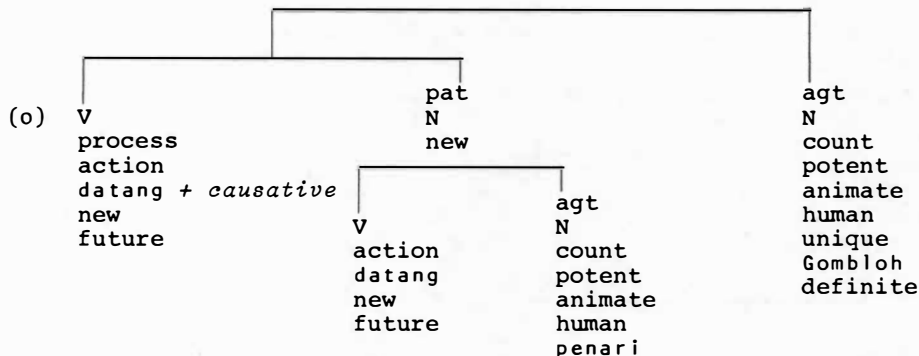 pat agt
(o) V N N
process new count
action potent
datang + causative agt animate
new V N human
future action count unique
datang potent Gombloh
new animate definite
future human
penari